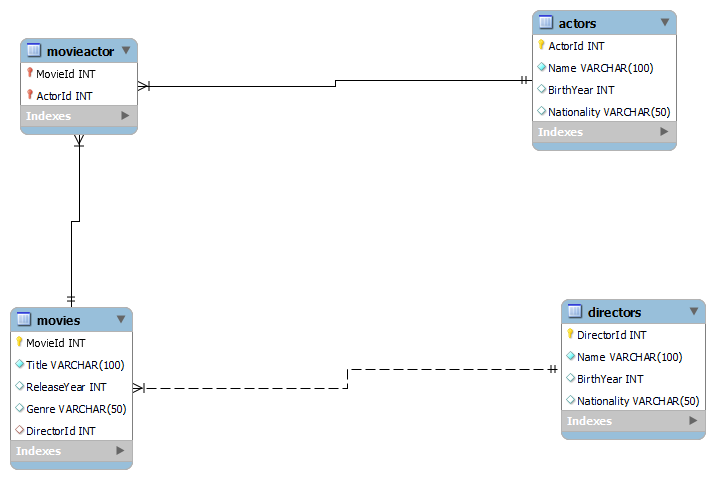 movieactor
MovieId INT
ActorId INT
Indexes
actors
ActorId INT
Name VARCHAR(100)
BirthYear INT
Nationality VARCHAR(50)
Indexes
movies
MovieId INT
Title VARCHAR(100)
ReleaseYear INT
Genre VARCHAR(50)
DirectorId INT
Indexes
directors
DirectorId INT
Name VARCHAR(100)
BirthYear INT
Nationality VARCHAR(50)
Indexes